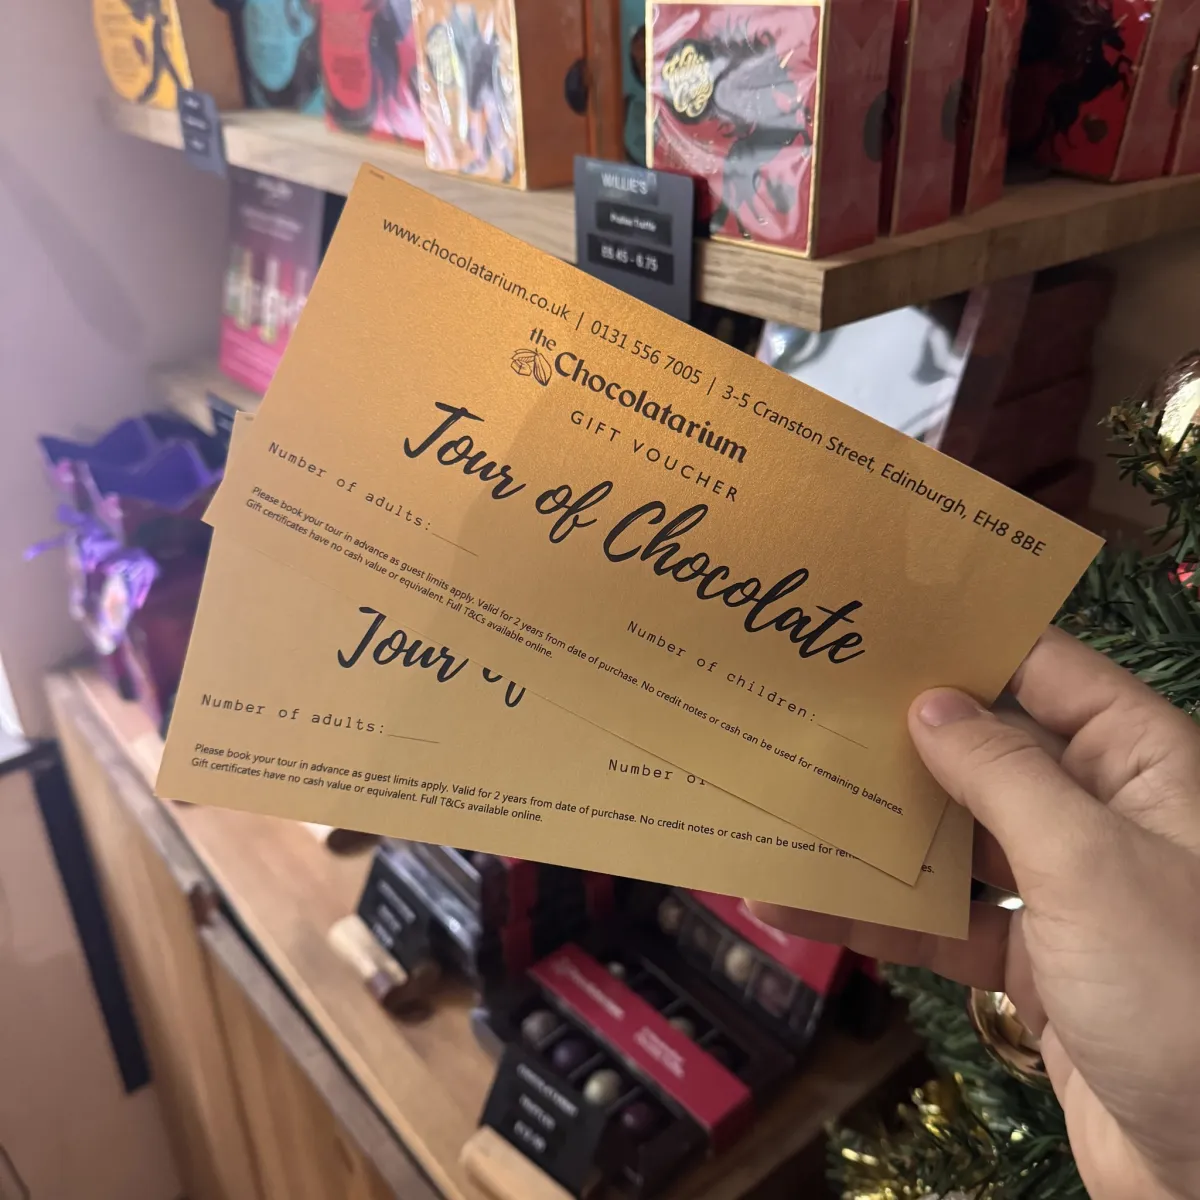 WILLIE'S
Praline Truffle
£6.45 - 6.75
www.chocolatarium.co.uk | 0131 556 7005 | 3-5 Cranston Street, Edinburgh, EH8 8BE
the
Chocolatarium
GIFT VOUCHER
Tour of Chocolate
Number of adults:____
Number of children:____
Please book your tour in advance as guest limits apply. Valid for 2 years from date of purchase. No credit notes or cash can be used for remaining balances.
Gift certificates have no cash value or equivalent. Full T&Cs available online.
Tour of
Number of adults:____
Number of
Please book your tour in advance as guest limits apply. Valid for 2 years from date of purchase. No credit notes or cash can be used for
Gift certificates have no cash value or equivalent. Full T&Cs available online.